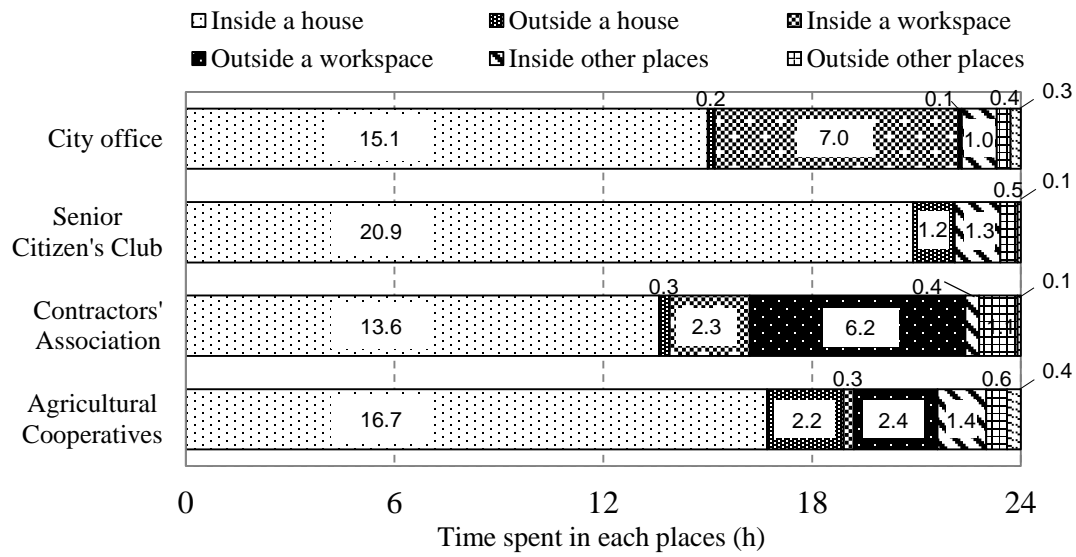 Inside a house Outside a house Inside a workspace
Outside a workspace Inside other places Outside other places
0.2 0.1 0.4 0.3
City office 15.1 7.0 1.0
0.5 0.1
Senior
Citizen's Club
20.9 1.2 1.3
0.3 0.4 0.1
Contractors'
Association
13.6 2.3 6.2
0.3 0.6 0.4
Agricultural
Cooperatives
16.7 2.2 2.4 1.4
0 6 12 18 24
Time spent in each places (h)